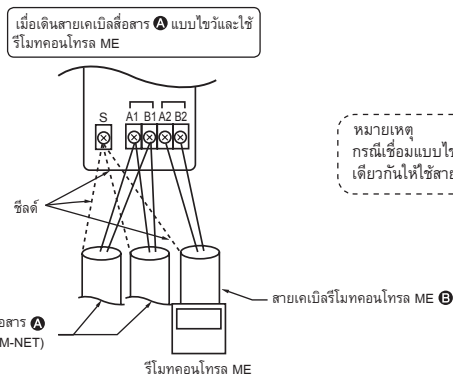 เมื่อเดินสายเคเบิลสื่อสาร A แบบไขว้และใช้
รีโมทคอนโทรล ME
S A1 B1 A2 B2
หมายเหตุ
กรณีเชื่อมแบบไข
เดียวกันให้ใช้สาย
ชีลด์
สายเคเบิลรีโมทคอนโทรล ME B
อสาร A
M-NET)
รีโมทคอนโทรล ME